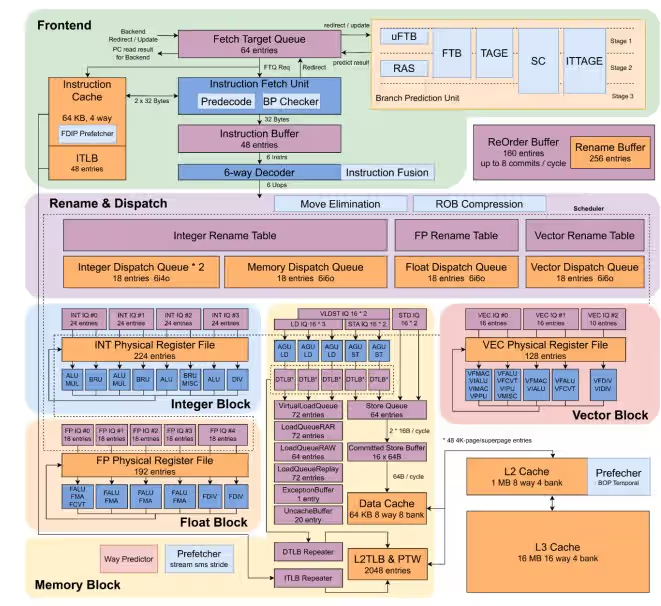 Frontend
Backend
Redirect / Update
PC read result
for Backend
Fetch Target Queue
64 entries
redirect / update
predict result
FTQ Req
Redirect
uFTB
RAS
FTB
TAGE
SC
ITTAGE
Stage 1
Stage 2
Stage 3
Branch Prediction Unit
Instruction
Cache
64 KB, 4 way
FDIP Prefetcher
ITLB
48 entries
2 x 32 Bytes
Instruction Fetch Unit
Predecode
BP Checker
32 Bytes
Instruction Buffer
48 entries
6 Instrs
6-way Decoder
Instruction Fusion
6 Uops
ReOrder Buffer
160 entires
up to 8 commits / cycle
Rename Buffer
256 entries
Rename & Dispatch
Move Elimination
ROB Compression
Scheduler
Integer Rename Table
FP Rename Table
Vector Rename Table
Integer Dispatch Queue * 2
18 entries 6i4o
Memory Dispatch Queue
18 entries 6i6o
Float Dispatch Queue
18 entries 6i6o
Vector Dispatch Queue
18 entries 6i6o
INT IQ #0
24 entries
INT IQ #1
24 entries
INT IQ #2
24 entries
INT IQ #3
24 entries
INT Physical Register File
224 entries
ALU
MUL
BRU
ALU
MUL
BRU
ALU
BRU
MISC
ALU
DIV
Integer Block
FP IQ #0
18 entries
FP IQ #1
18 entries
FP IQ #2
18 entries
FP IQ #3
18 entries
FP IQ #4
18 entries
FP Physical Register File
192 entries
FALU
FMA
FCVT
FALU
FMA
FALU
FMA
FALU
FMA
FDIV
FDIV
Float Block
VLDST IQ 16 * 2
LD IQ 16 * 3
STA IQ 16 * 2
STD IQ
16 * 2
AGU
LD
AGU
LD
AGU
LD
AGU
ST
AGU
ST
DTLB*
DTLB*
DTLB*
DTLB*
DTLB*
VirtualLoadQueue
72 entries
LoadQueueRAR
72 entries
LoadQueueRAW
64 entries
LoadQueueReplay
72 entries
ExceptionBuffer
1 entry
UncacheBuffer
20 entry
Store Queue
64 entries
2 * 16B / cycle
Committed Store Buffer
16 x 64B
64B / cycle
Data Cache
64 KB 8 way 8 bank
DTLB Repeater
ITLB Repeater
L2TLB & PTW
2048 entries
Way Predictor
Prefetcher
stream sms stride
Memory Block
VEC IQ #0
16 entries
VEC IQ #1
16 entries
VEC IQ #2
10 entries
VEC Physical Register File
128 entries
VFMAC
VIALU
VIMAC
VPPU
VFALU
VFCVT
VIPU
VMISC
VFMAC
VIALU
VFALU
VFCVT
VFDIV
VIDIV
Vector Block
* 48 4K-page/superpage entries
L2 Cache
1 MB 8 way 4 bank
Prefecher
BOP Temporal
L3 Cache
16 MB 16 way 4 bank